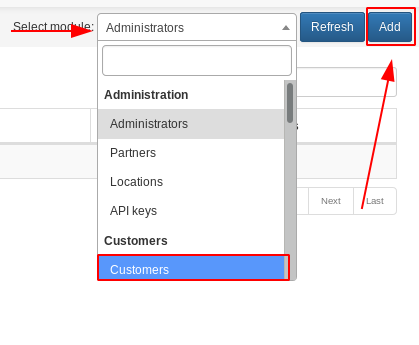 Select module: Administrators Refresh Add
Administration
Administrators
s
Partners
Locations
API keys
Next Last
Customers
Customers